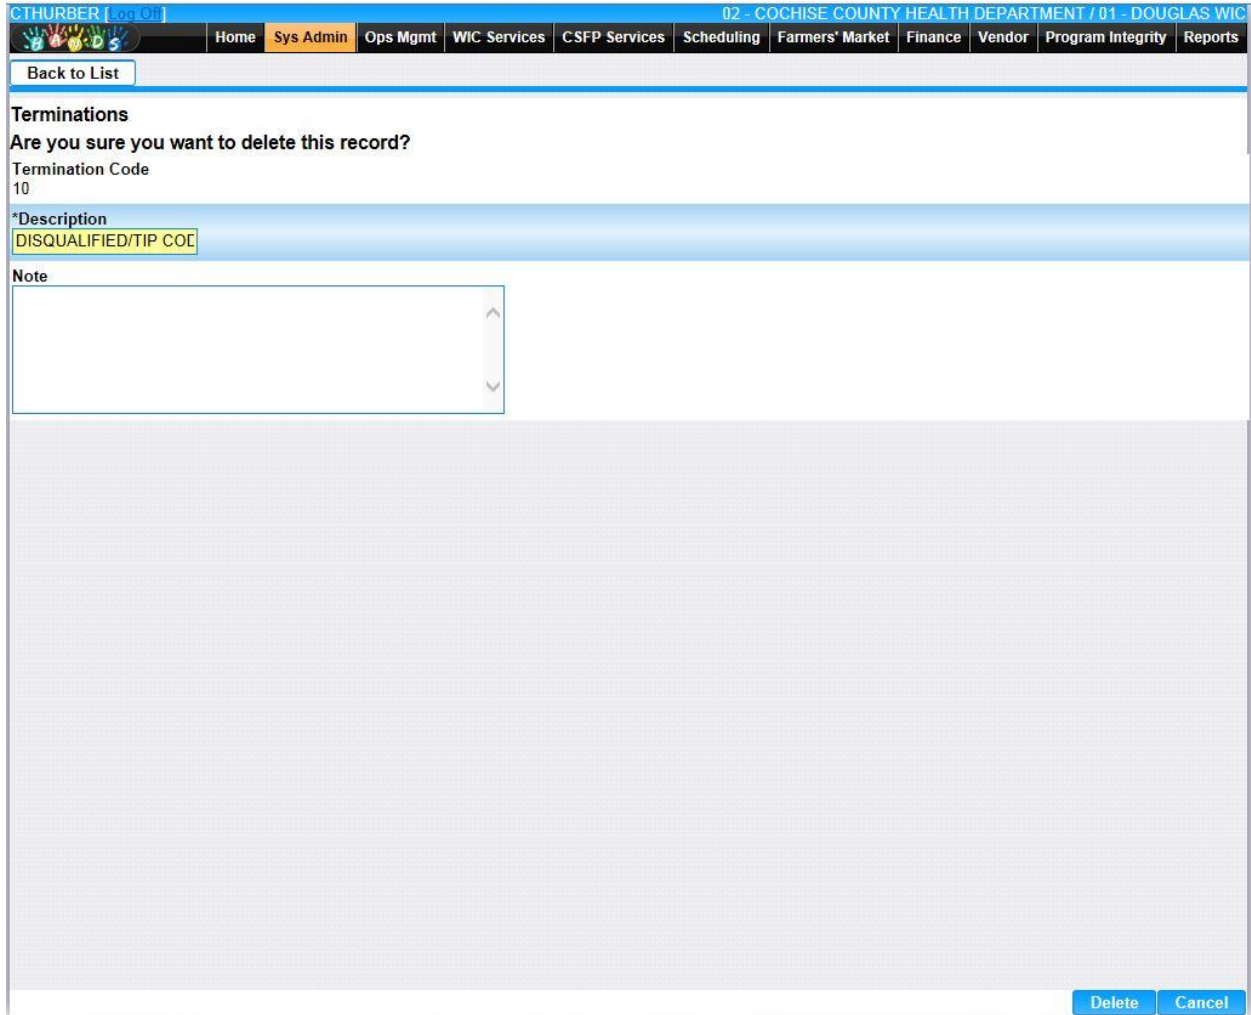 CTHURBER [Log Off] 02 - COCHISE COUNTY HEALTH DEPARTMENT / 01 - DOUGLAS WIC
HANDS Home Sys Admin Ops Mgmt WIC Services CSFP Services Scheduling Farmers' Market Finance Vendor Program Integrity Reports
Back to List
Terminations
Are you sure you want to delete this record?
Termination Code
10
*Description
DISQUALIFIED/TIP COD
Note
Delete Cancel